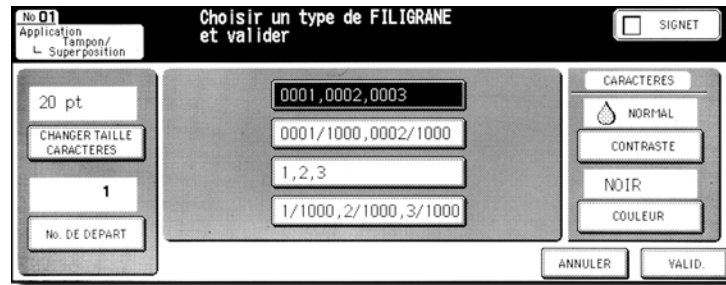 No 01
Application
Tampon/
Superposition
Choisir un type de FILIGRANE
et valider
SIGNET
20 pt
CHANGER TAILLE
CARACTERES
1
No. DE DEPART
0001,0002,0003
0001/1000,0002/1000
1,2,3
1/1000,2/1000,3/1000
CARACTERES
NORMAL
CONTRASTE
NOIR
COULEUR
ANNULER
VALID.